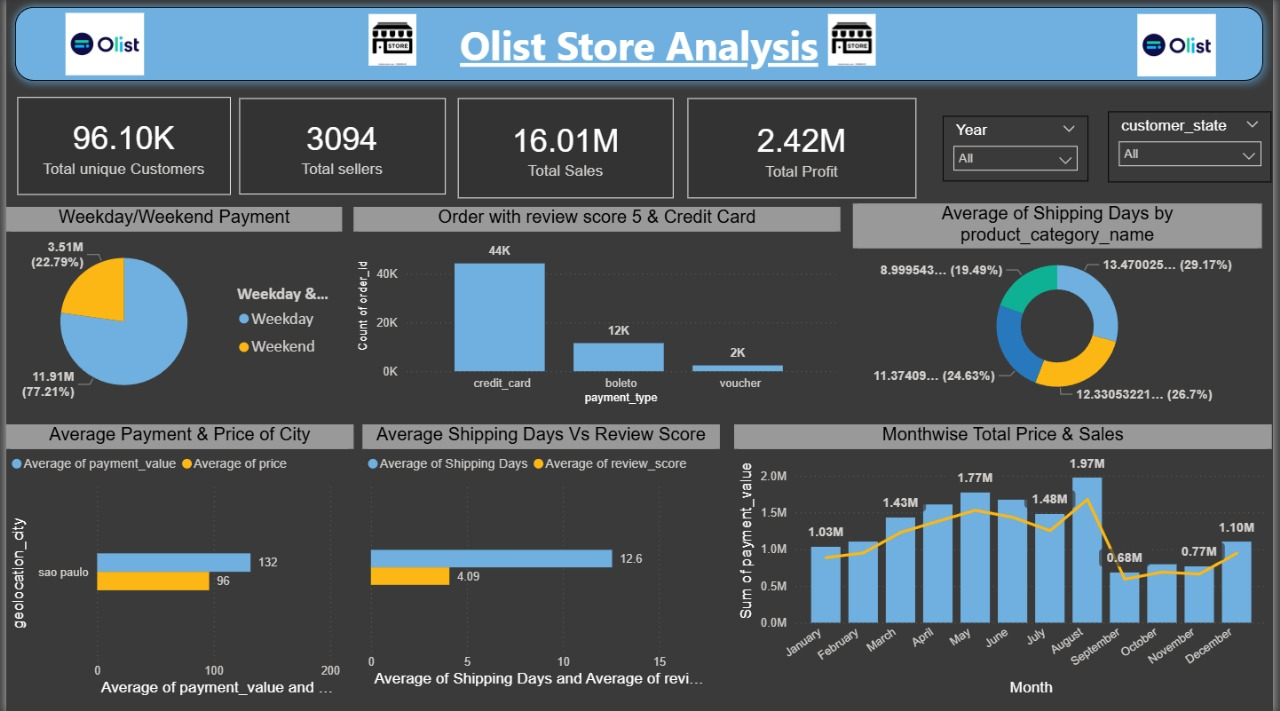 Olist
STORE
Olist Store Analysis
STORE
Olist
96.10K
Total unique Customers
3094
Total sellers
16.01M
Total Sales
2.42M
Total Profit
Year
All
customer_state
All
Weekday/Weekend Payment
3.51M
(22.79%)
11.91M
(77.21%)
Weekday &...
Weekday
Weekend
Order with review score 5 & Credit Card
Count of order_id
40K
20K
0K
44K
12K
2K
credit_card
boleto
voucher
payment_type
Average of Shipping Days by
product_category_name
8.999543... (19.49%)
13.470025... (29.17%)
11.37409... (24.63%)
12.33053221... (26.7%)
Average Payment & Price of City
Average of payment_value
Average of price
geolocation_city
sao paulo
132
96
0
100
200
Average of payment_value and ...
Average Shipping Days Vs Review Score
Average of Shipping Days
Average of review_score
12.6
4.09
0
5
10
15
Average of Shipping Days and Average of revi...
Monthwise Total Price & Sales
Sum of payment_value
2.0M
1.5M
1.0M
0.5M
0.0M
1.03M
1.43M
1.77M
1.48M
1.97M
0.68M
0.77M
1.10M
January
February
March
April
May
June
July
August
September
October
November
December
Month